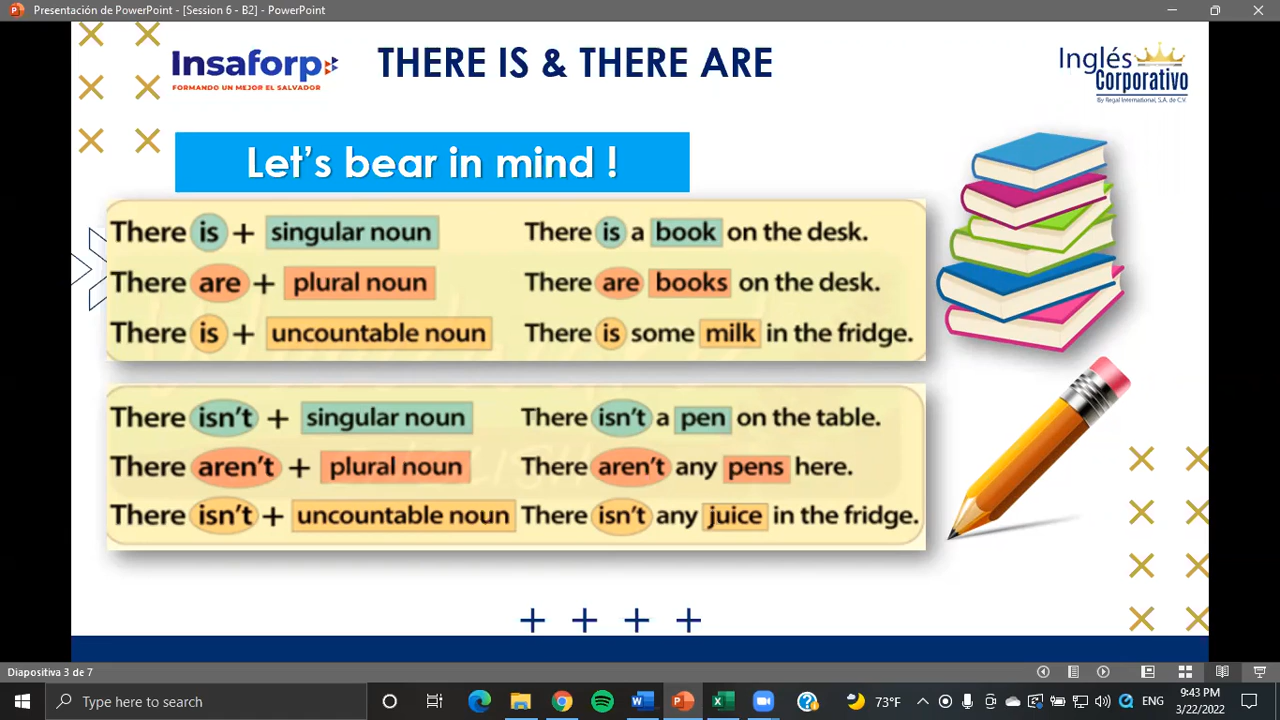 Presentación de PowerPoint - [Session 6 - B2] - PowerPoint
Insaforp
FORMANDO UN MEJOR EL SALVADOR
THERE IS & THERE ARE
Inglés
Corporativo
By Regal International, S.A. de C.V.
Let's bear in mind !
There is + singular noun There is a book on the desk.
There are + plural noun There are books on the desk.
There is + uncountable noun There is some milk in the fridge.
There isn't + singular noun There isn't a pen on the table.
There aren't + plural noun There aren't any pens here.
There isn't + uncountable noun There isn't any juice in the fridge.
Diapositiva 3 de 7
Type here to search
73°F
ENG
9:43 PM
3/22/2022